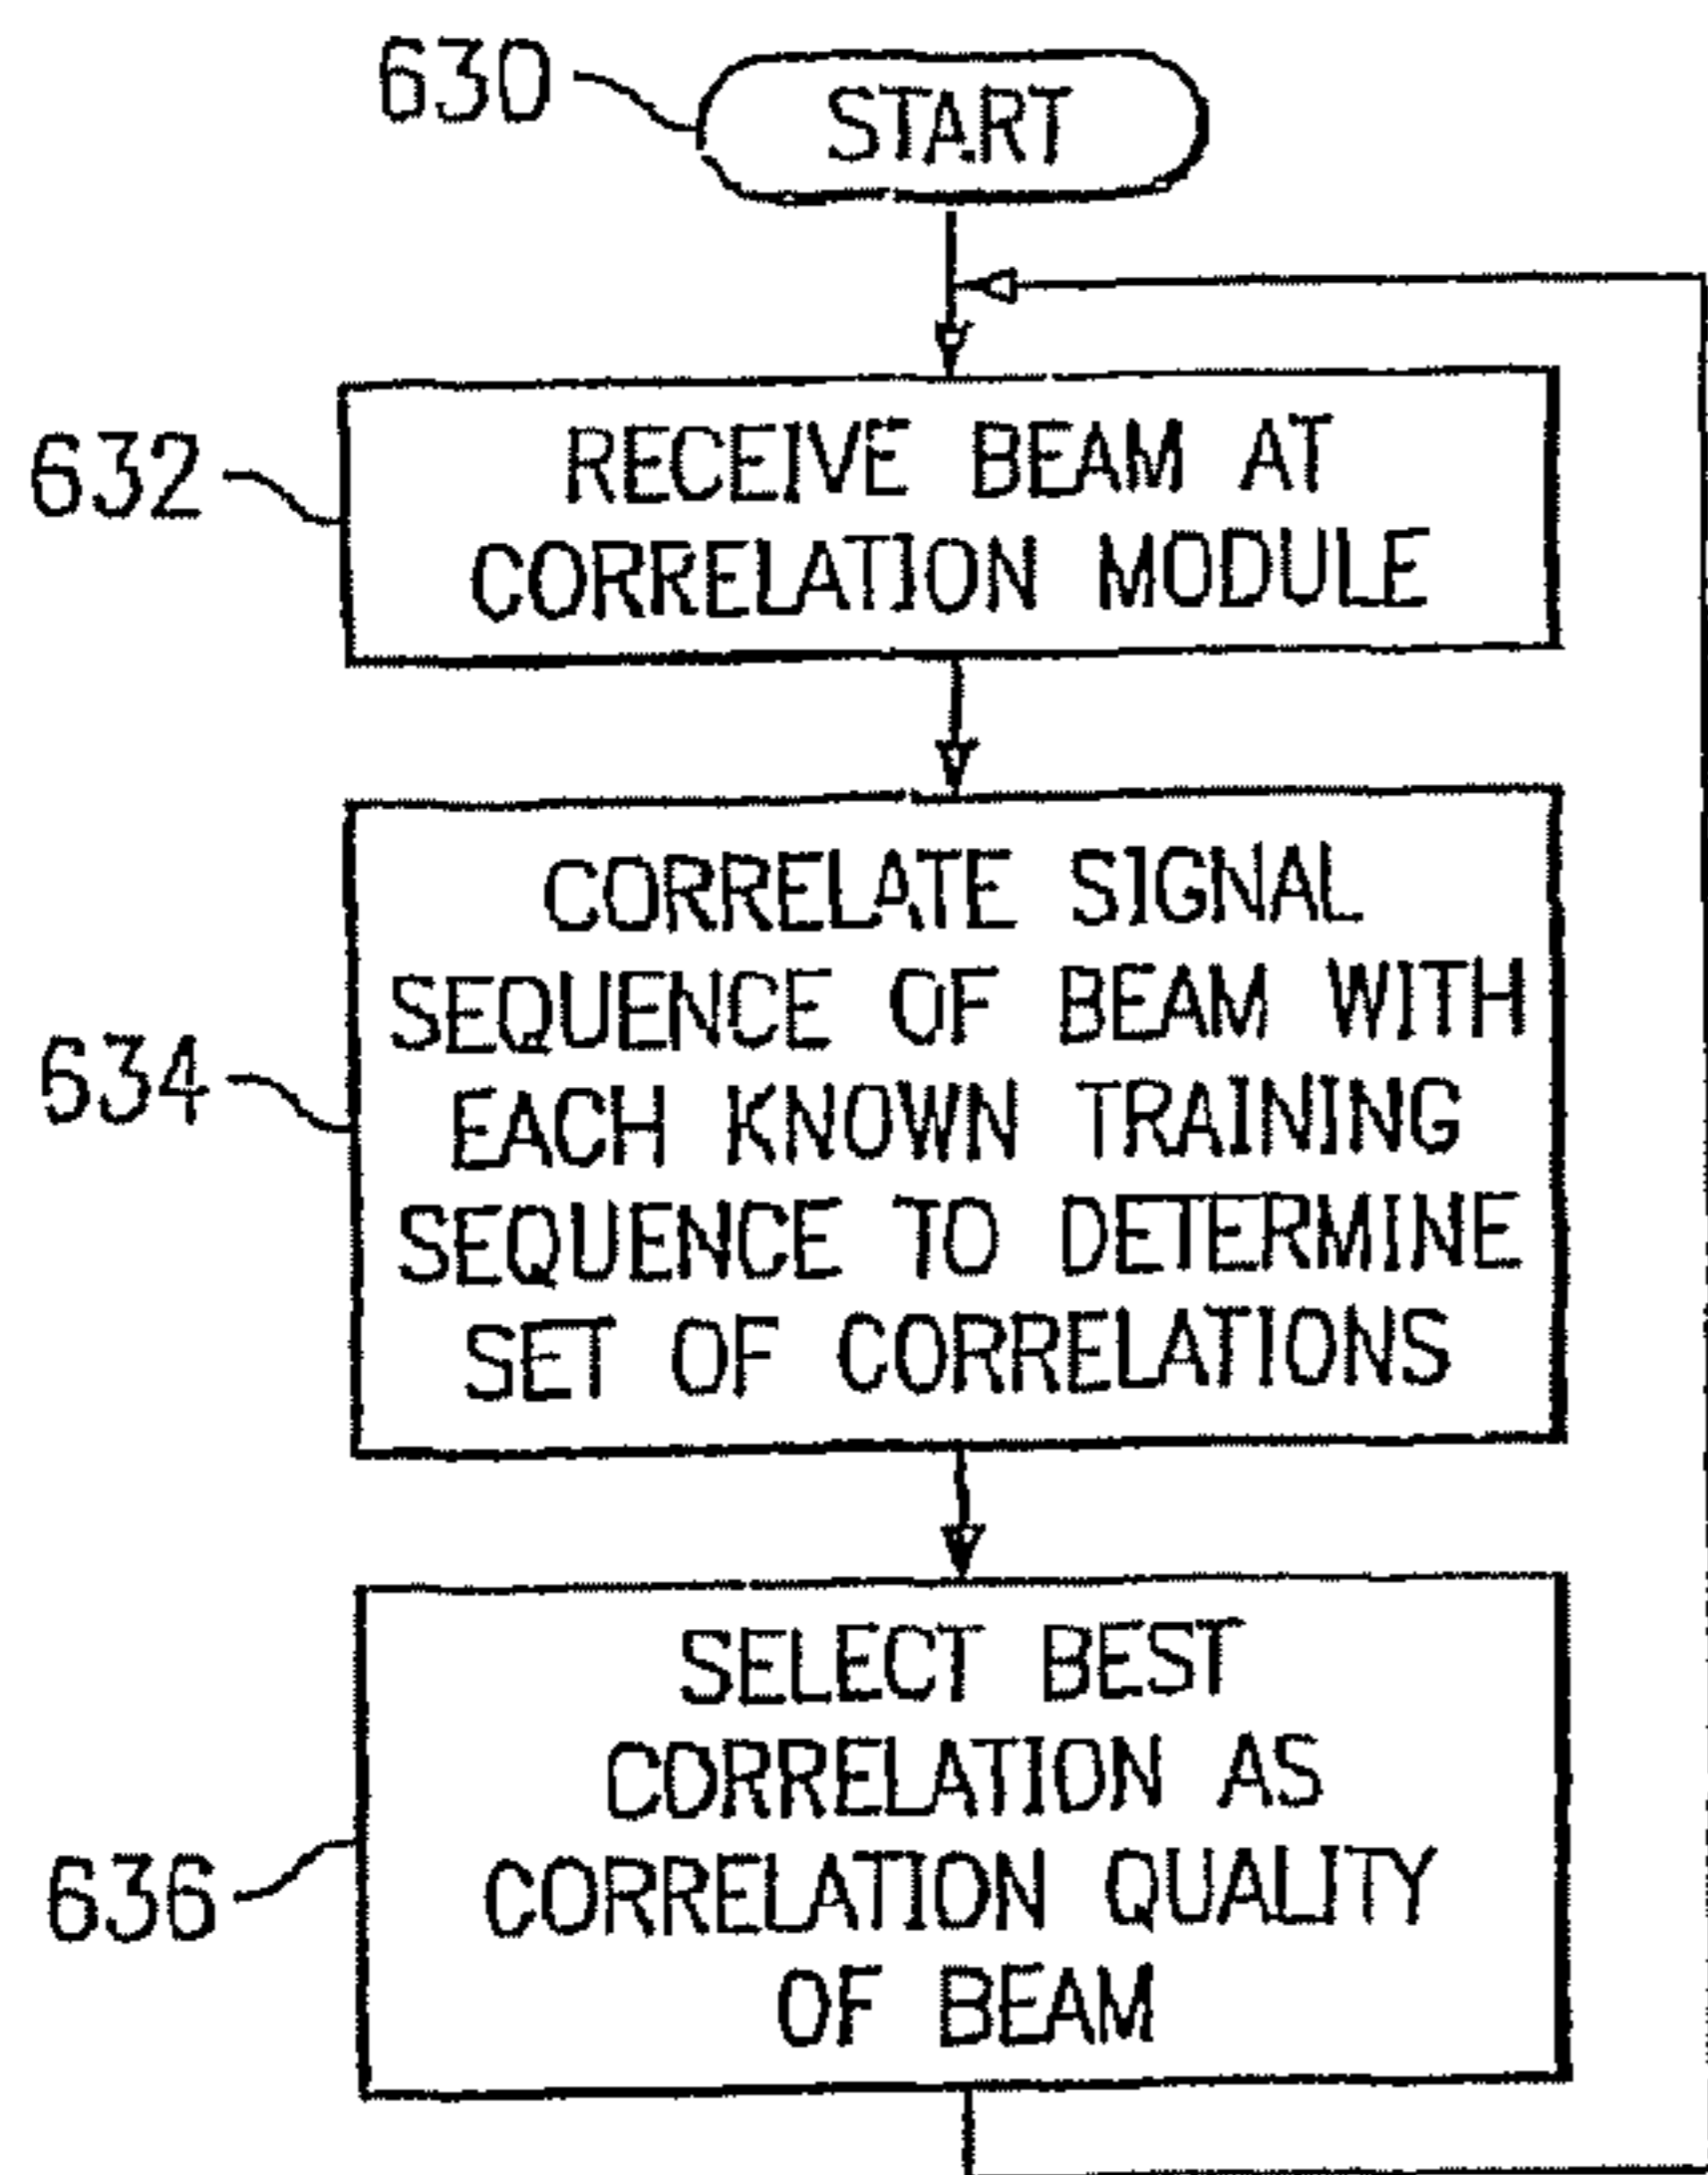 630
START
632
RECEIVE BEAM AT
CORRELATION MODULE
634
CORRELATE SIGNAL
SEQUENCE OF BEAM WITH
EACH KNOWN TRAINING
SEQUENCE TO DETERMINE
SET OF CORRELATIONS
636
SELECT BEST
CORRELATION AS
CORRELATION QUALITY
OF BEAM